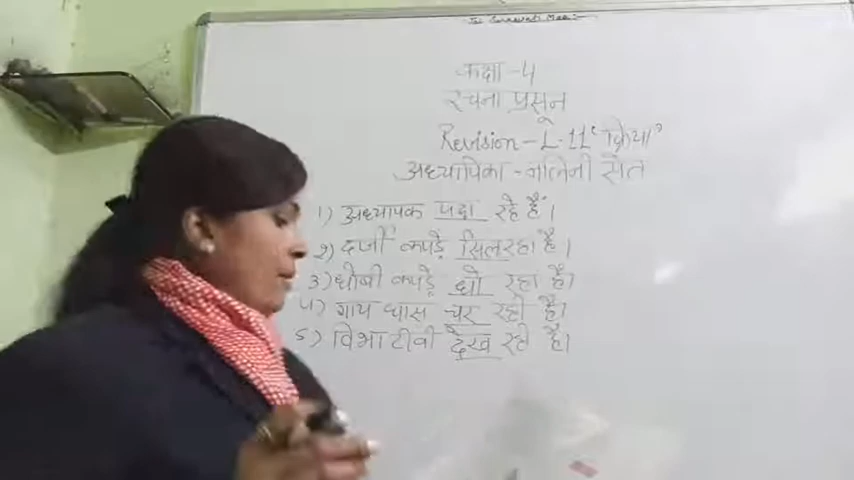 कक्षा - 4
रचना प्रसून
Revision - L-11 'क्रिया'
अध्यापिका - नलिनी सैत
1) अध्यापक पढ़ा रहे हैं।
2) दर्जी कपड़े सिल रहा है।
3) धोबी कपड़े धो रहा है।
4) गाय घास चर रही है।
5) विभा टीवी देख रही है।